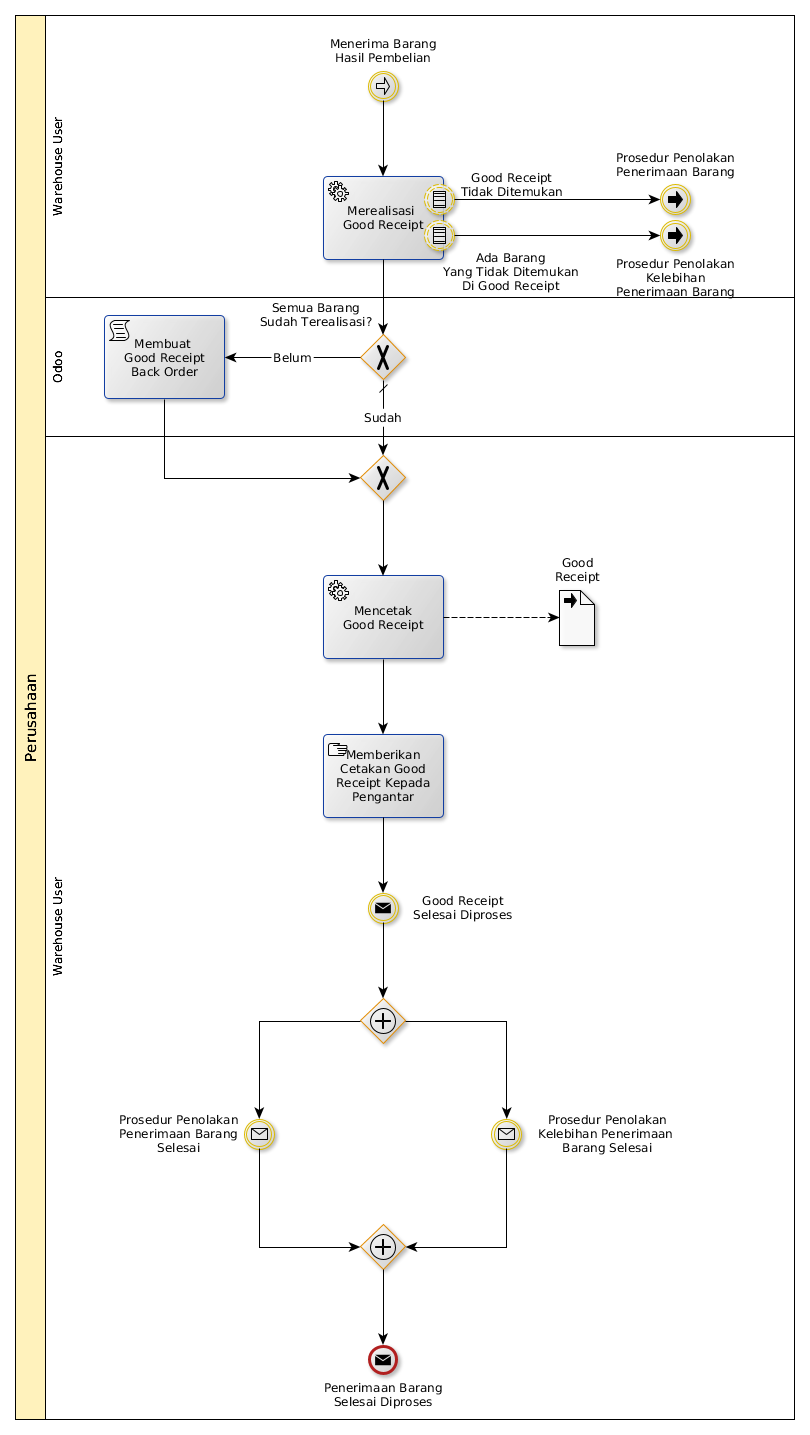 Perusahaan
Warehouse User
Menerima Barang
Hasil Pembelian
Merealisasi
Good Receipt
Good Receipt
Tidak Ditemukan
Prosedur Penolakan
Penerimaan Barang
Ada Barang
Yang Tidak Ditemukan
Di Good Receipt
Prosedur Penolakan
Kelebihan
Penerimaan Barang
Odoo
Semua Barang
Sudah Terealisasi?
Membuat
Good Receipt
Back Order
Belum
Sudah
Warehouse User
Mencetak
Good Receipt
Good
Receipt
Memberikan
Cetakan Good
Receipt Kepada
Pengantar
Good Receipt
Selesai Diproses
Prosedur Penolakan
Penerimaan Barang
Selesai
Prosedur Penolakan
Kelebihan Penerimaan
Barang Selesai
Penerimaan Barang
Selesai Diproses